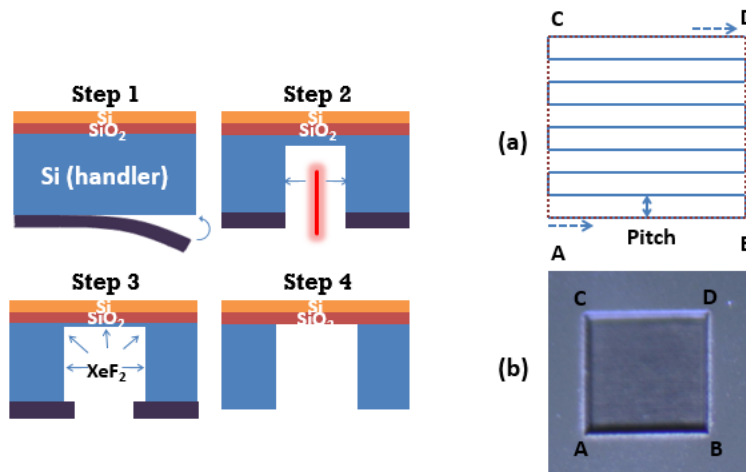 Step 1
Si
SiO₂
Si (handler)
Step 2
Si
SiO₂
Step 3
Si
SiO₂
XeF₂
Step 4
Si
SiO₂
(a)
C
D
Pitch
A
B
(b)
C
D
A
B